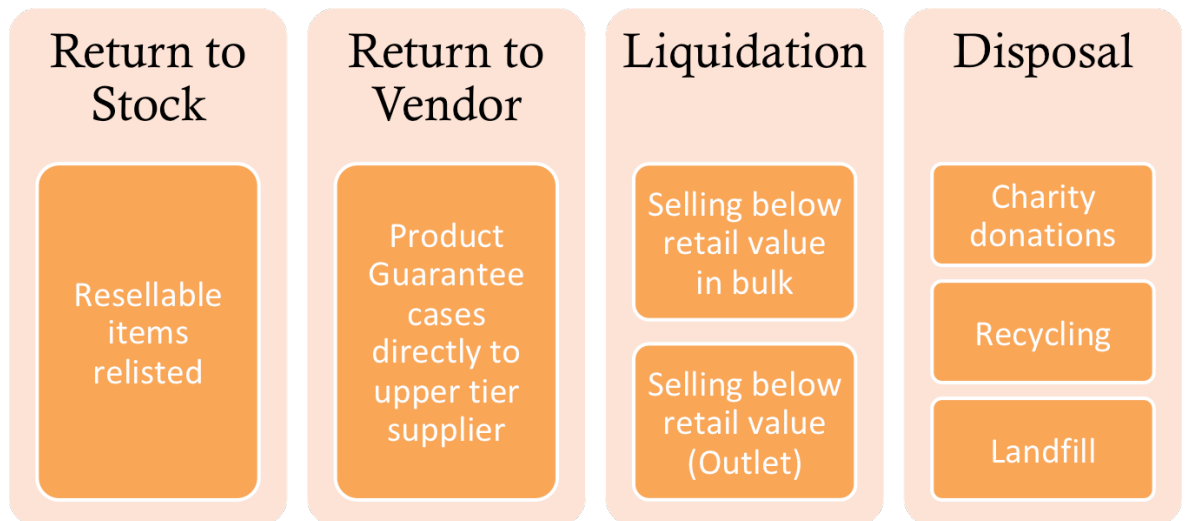 Return to
Stock
Resellable
items
relisted
Return to
Vendor
Product
Guarantee
cases
directly to
upper tier
supplier
Liquidation
Selling below
retail value
in bulk
Selling below
retail value
(Outlet)
Disposal
Charity
donations
Recycling
Landfill